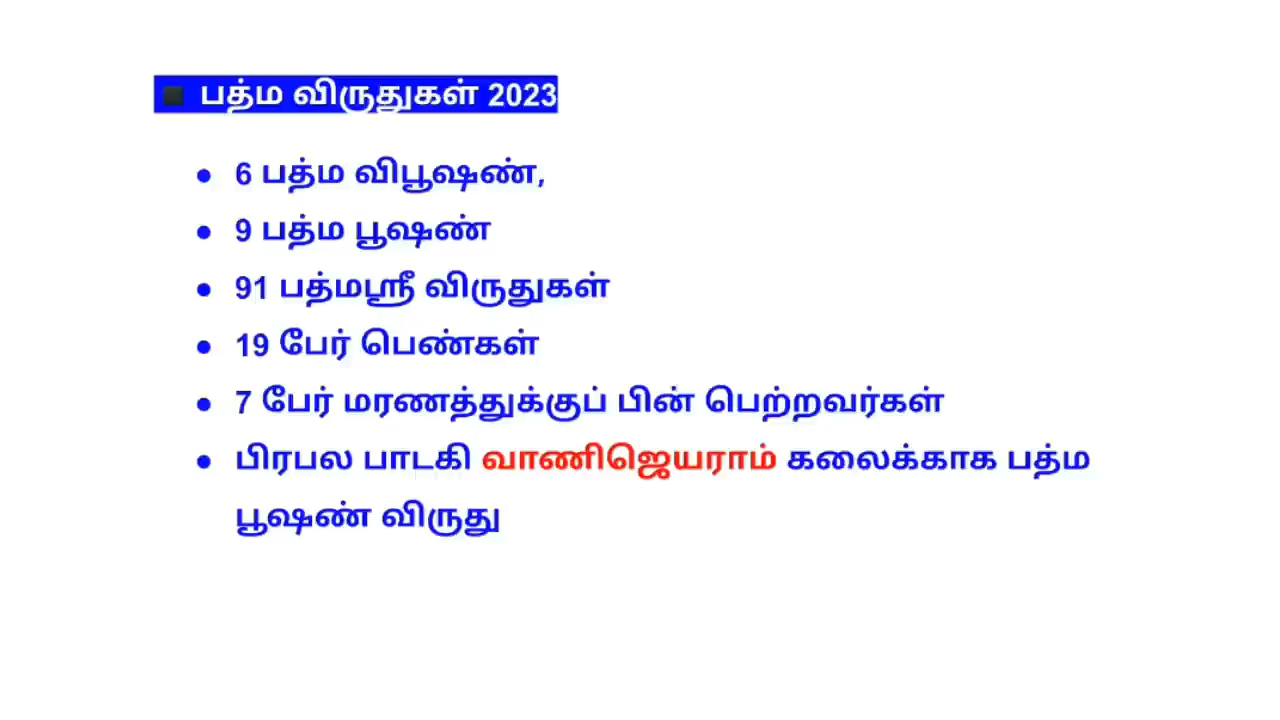 ◾ பத்ம விருதுகள் 2023
● 6 பத்ம விபூஷண்,
● 9 பத்ம பூஷண்
● 91 பத்மஸ்ரீ விருதுகள்
● 19 பேர் பெண்கள்
● 7 பேர் மரணத்துக்குப் பின் பெற்றவர்கள்
● பிரபல பாடகி வாணிஜெயராம் கலைக்காக பத்ம
பூஷண் விருது